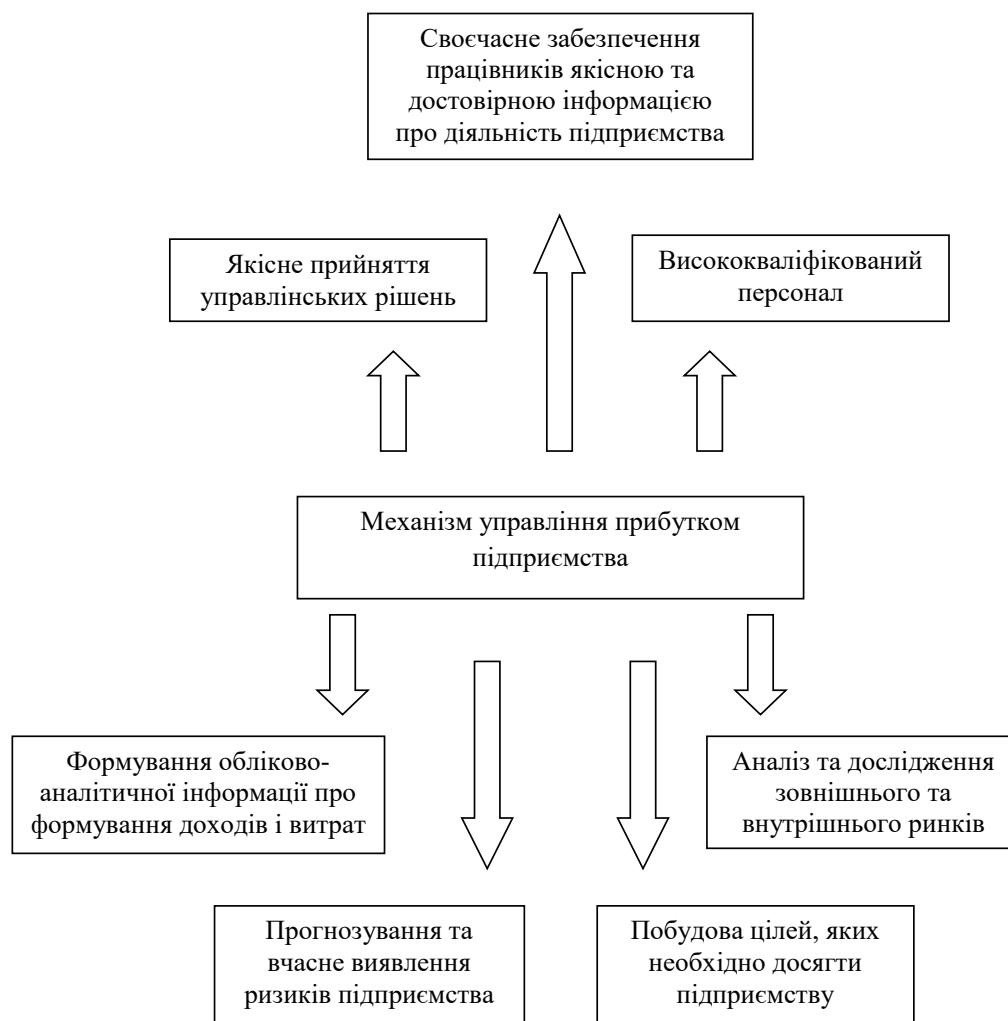 Своєчасне забезпечення
працівників якісною та
достовірною інформацією
про діяльність підприємства
Якісне прийняття
управлінських рішень
Висококваліфікований
персонал
Механізм управління прибутком
підприємства
Формування обліково-
аналітичної інформації про
формування доходів і витрат
Аналіз та дослідження
зовнішнього та
внутрішнього ринків
Прогнозування та
вчасне виявлення
ризиків підприємства
Побудова цілей, яких
необхідно досягти
підприємству